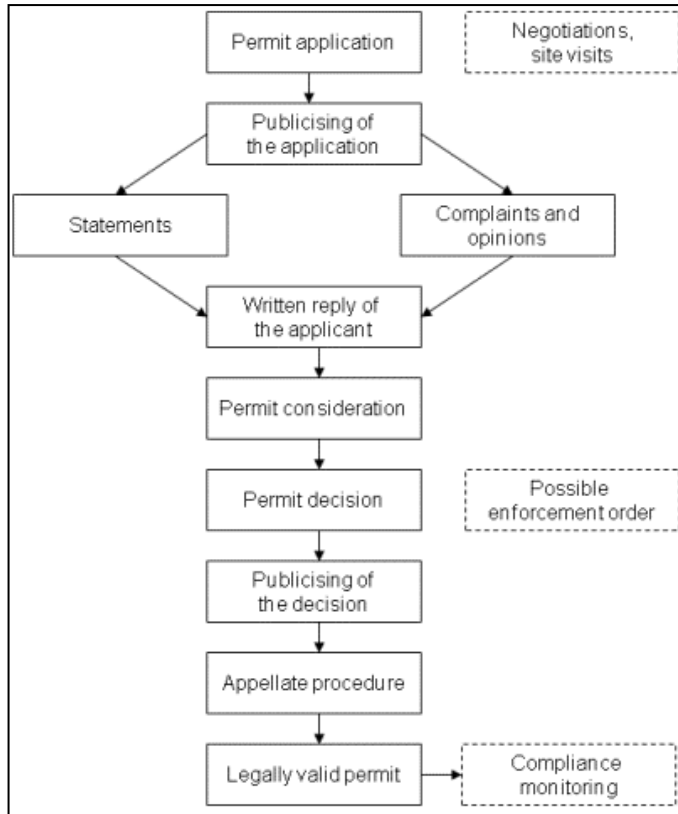 Permit application
Negotiations,
site visits
Publicising of
the application
Statements
Complaints and
opinions
Written reply of
the applicant
Permit consideration
Permit decision
Possible
enforcement order
Publicising of
the decision
Appellate procedure
Legally valid permit
Compliance
monitoring